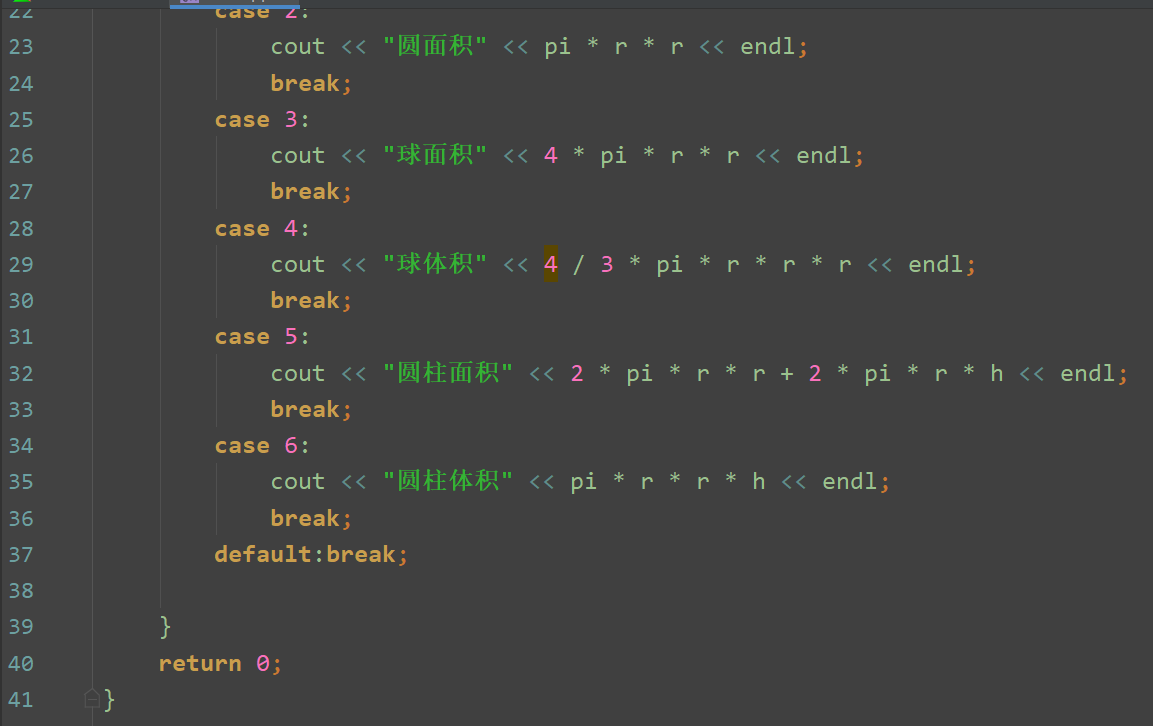 22 case 2:
23 cout << "圆面积" << pi * r * r << endl;
24 break;
25 case 3:
26 cout << "球面积" << 4 * pi * r * r << endl;
27 break;
28 case 4:
29 cout << "球体积" << 4 / 3 * pi * r * r * r << endl;
30 break;
31 case 5:
32 cout << "圆柱面积" << 2 * pi * r * r + 2 * pi * r * h << endl;
33 break;
34 case 6:
35 cout << "圆柱体积" << pi * r * r * h << endl;
36 break;
37 default:break;
38
39 }
40 return 0;
41 }